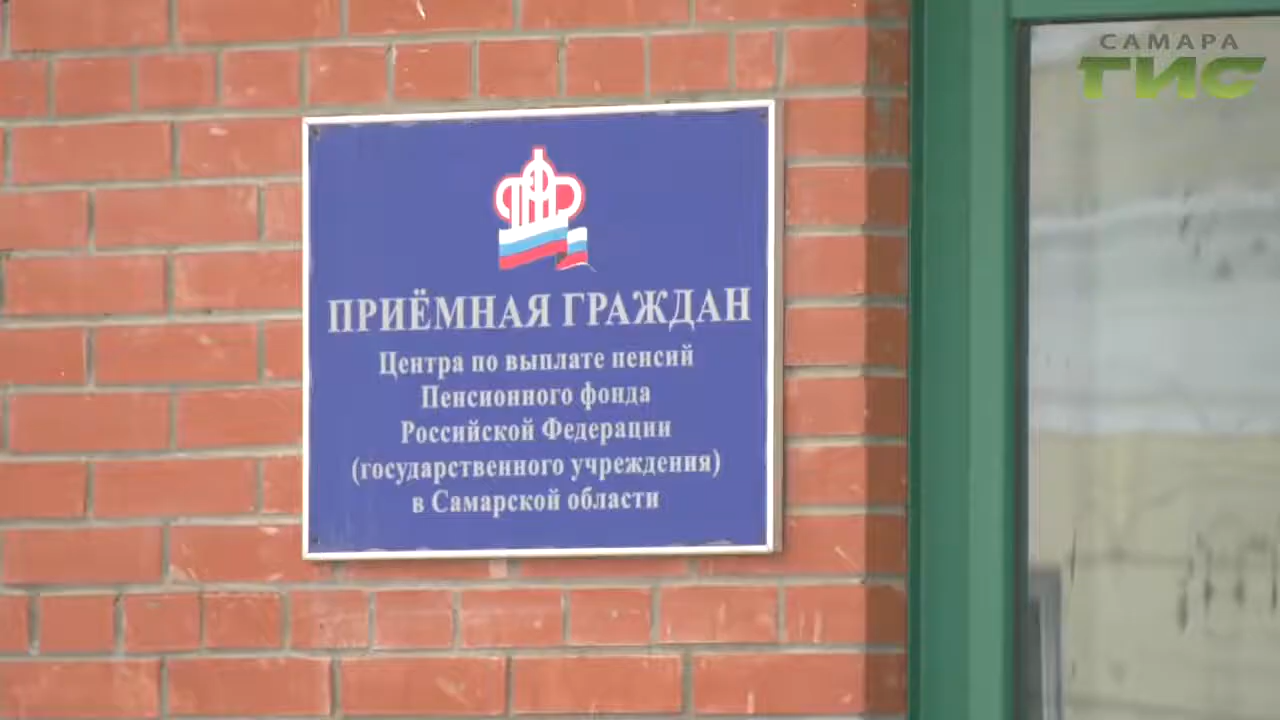 САМАРА
ГИС
ПРИЁМНАЯ ГРАЖДАН
Центра по выплате пенсий
Пенсионного фонда
Российской Федерации
(государственного учреждения)
в Самарской области